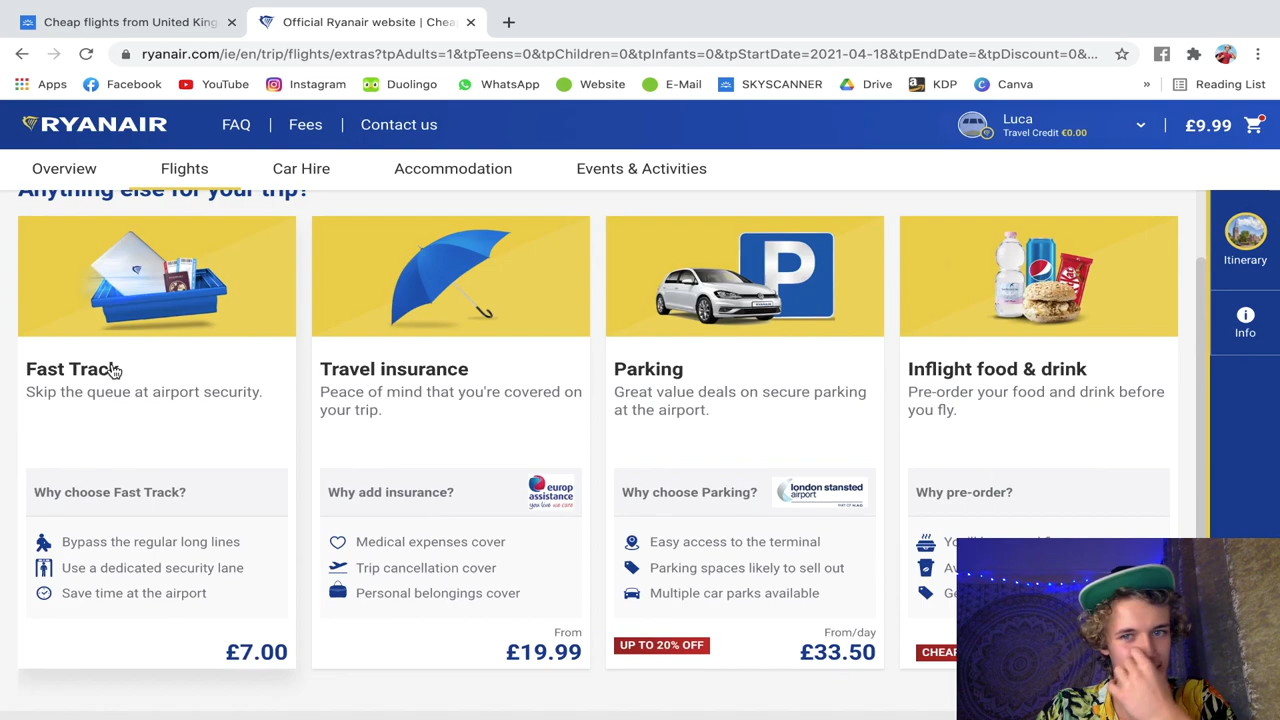 Cheap flights from United King
Official Ryanair website | Chea
ryanair.com/ie/en/trip/flights/extras?tpAdults=1&tpTeens=0&tpChildren=0&tpInfants=0&tpStartDate=2021-04-18&tpEndDate=&tpDiscount=0&...
Apps Facebook YouTube Instagram Duolingo WhatsApp Website E-Mail SKYSCANNER Drive KDP Canva » Reading List
RYANAIR FAQ | Fees | Contact us Luca £9.99
Travel Credit €0.00
Overview Flights Car Hire Accommodation Events & Activities
Anything else for your trip?
Itinerary
Info
Fast Track
Skip the queue at airport security.
Why choose Fast Track?
Bypass the regular long lines
Use a dedicated security lane
Save time at the airport
£7.00
Travel insurance
Peace of mind that you're covered on
your trip.
Why add insurance?
europ
assistance
you live we care
Medical expenses cover
Trip cancellation cover
Personal belongings cover
From
£19.99
P
Parking
Great value deals on secure parking
at the airport.
Why choose Parking?
london stansted
airport
Easy access to the terminal
Parking spaces likely to sell out
Multiple car parks available
From/day
UP TO 20% OFF £33.50
Inflight food & drink
Pre-order your food and drink before
you fly.
Why pre-order?